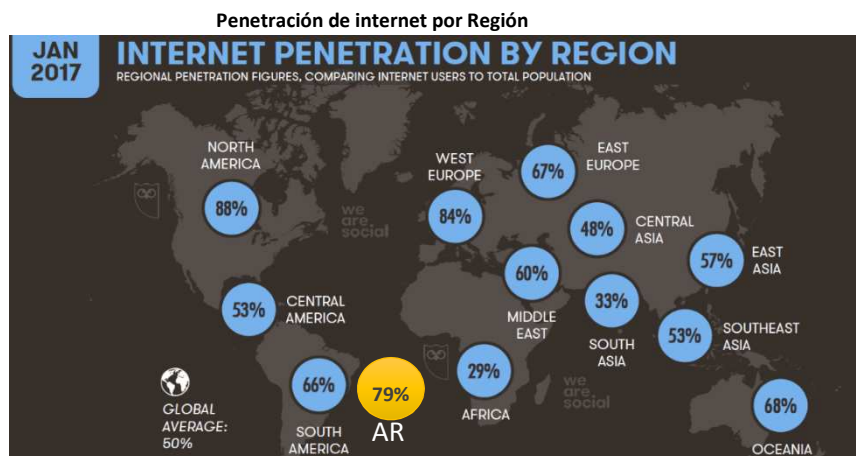 Penetración de internet por Región
JAN
2017
INTERNET PENETRATION BY REGION
REGIONAL PENETRATION FIGURES, COMPARING INTERNET USERS TO TOTAL POPULATION
NORTH
AMERICA
88%
WEST
EUROPE
84%
67%
EAST
EUROPE
we
are
social
48%
CENTRAL
ASIA
57%
EAST
ASIA
53%
CENTRAL
AMERICA
60%
MIDDLE
EAST
33%
SOUTH
ASIA
53%
SOUTHEAST
ASIA
66%
SOUTH
AMERICA
79%
AR
29%
AFRICA
we
are
social
68%
OCEANIA
GLOBAL
AVERAGE:
50%